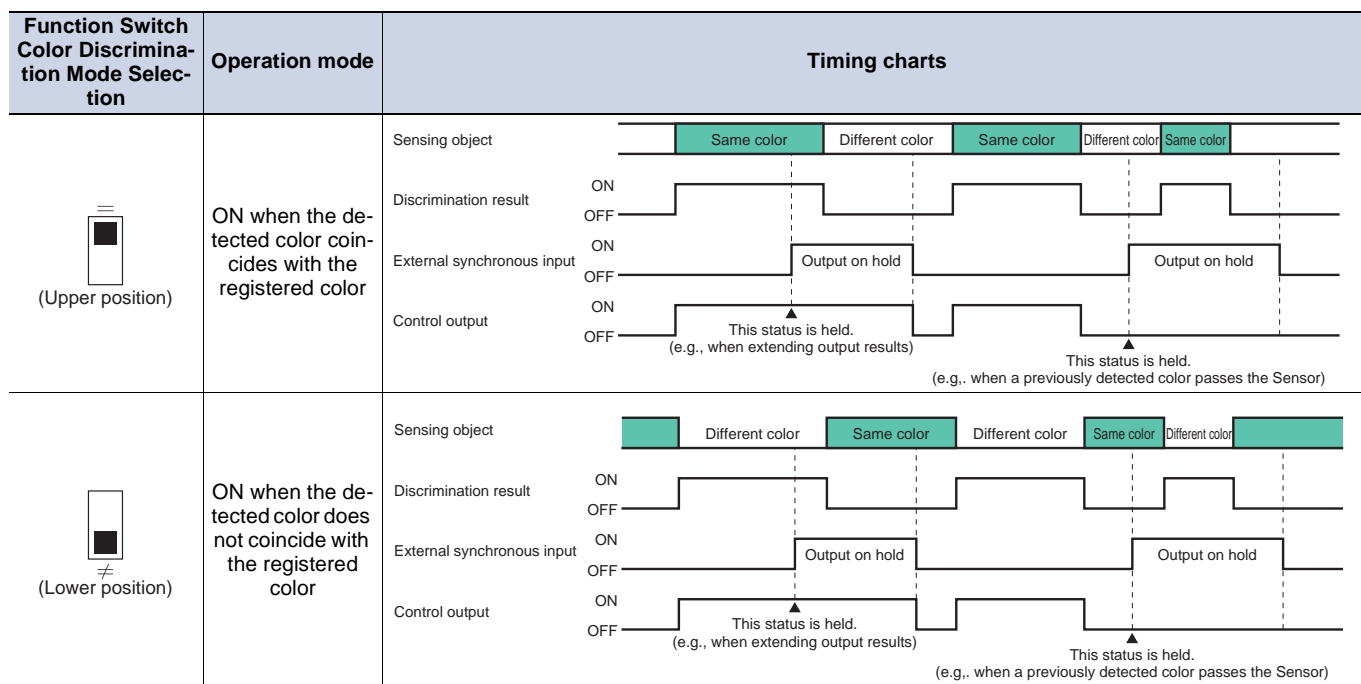 Function Switch
Color Discrimina-
tion Mode Selec-
tion
Operation mode
Timing charts
=
(Upper position)
ON when the de-
tected color coin-
cides with the
registered color
Sensing object
Same color
Different color
Same color
Different color
Same color
Discrimination result
ON
OFF
External synchronous input
ON
OFF
Output on hold
Output on hold
Control output
ON
OFF
This status is held.
(e.g., when extending output results)
This status is held.
(e.g,. when a previously detected color passes the Sensor)
≠
(Lower position)
ON when the de-
tected color does
not coincide with
the registered
color
Sensing object
Different color
Same color
Different color
Same color
Different color
Discrimination result
ON
OFF
External synchronous input
ON
OFF
Output on hold
Output on hold
Control output
ON
OFF
This status is held.
(e.g., when extending output results)
This status is held.
(e.g,. when a previously detected color passes the Sensor)